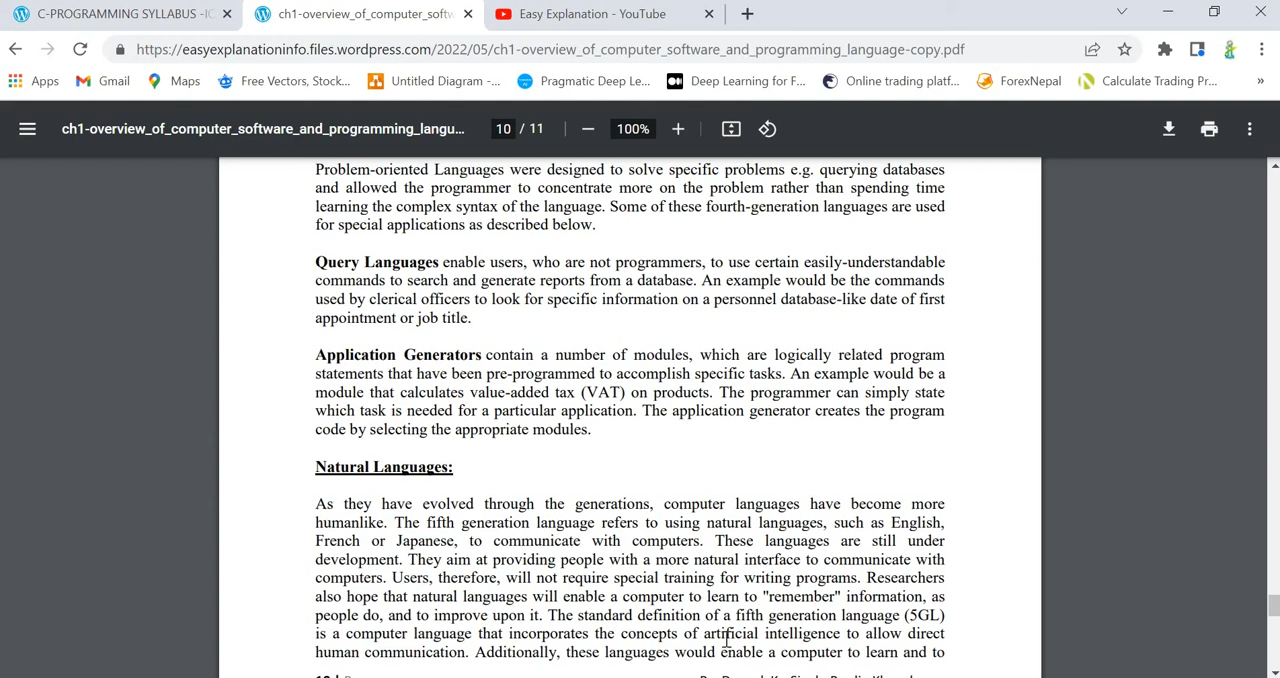 C-PROGRAMMING SYLLABUS -IC
ch1-overview_of_computer_softw
Easy Explanation - YouTube
https://easyexplanationinfo.files.wordpress.com/2022/05/ch1-overview_of_computer_software_and_programming_language-copy.pdf
Apps Gmail Maps Free Vectors, Stock... Untitled Diagram -... Pragmatic Deep Le... Deep Learning for F... Online trading platf... ForexNepal Calculate Trading Pr... »
ch1-overview_of_computer_software_and_programming_langu... 10 / 11 100%
Problem-oriented Languages were designed to solve specific problems e.g. querying databases
and allowed the programmer to concentrate more on the problem rather than spending time
learning the complex syntax of the language. Some of these fourth-generation languages are used
for special applications as described below.
Query Languages enable users, who are not programmers, to use certain easily-understandable
commands to search and generate reports from a database. An example would be the commands
used by clerical officers to look for specific information on a personnel database-like date of first
appointment or job title.
Application Generators contain a number of modules, which are logically related program
statements that have been pre-programmed to accomplish specific tasks. An example would be a
module that calculates value-added tax (VAT) on products. The programmer can simply state
which task is needed for a particular application. The application generator creates the program
code by selecting the appropriate modules.
Natural Languages:
As they have evolved through the generations, computer languages have become more
humanlike. The fifth generation language refers to using natural languages, such as English,
French or Japanese, to communicate with computers. These languages are still under
development. They aim at providing people with a more natural interface to communicate with
computers. Users, therefore, will not require special training for writing programs. Researchers
also hope that natural languages will enable a computer to learn to "remember" information, as
people do, and to improve upon it. The standard definition of a fifth generation language (5GL)
is a computer language that incorporates the concepts of artificial intelligence to allow direct
human communication. Additionally, these languages would enable a computer to learn and to